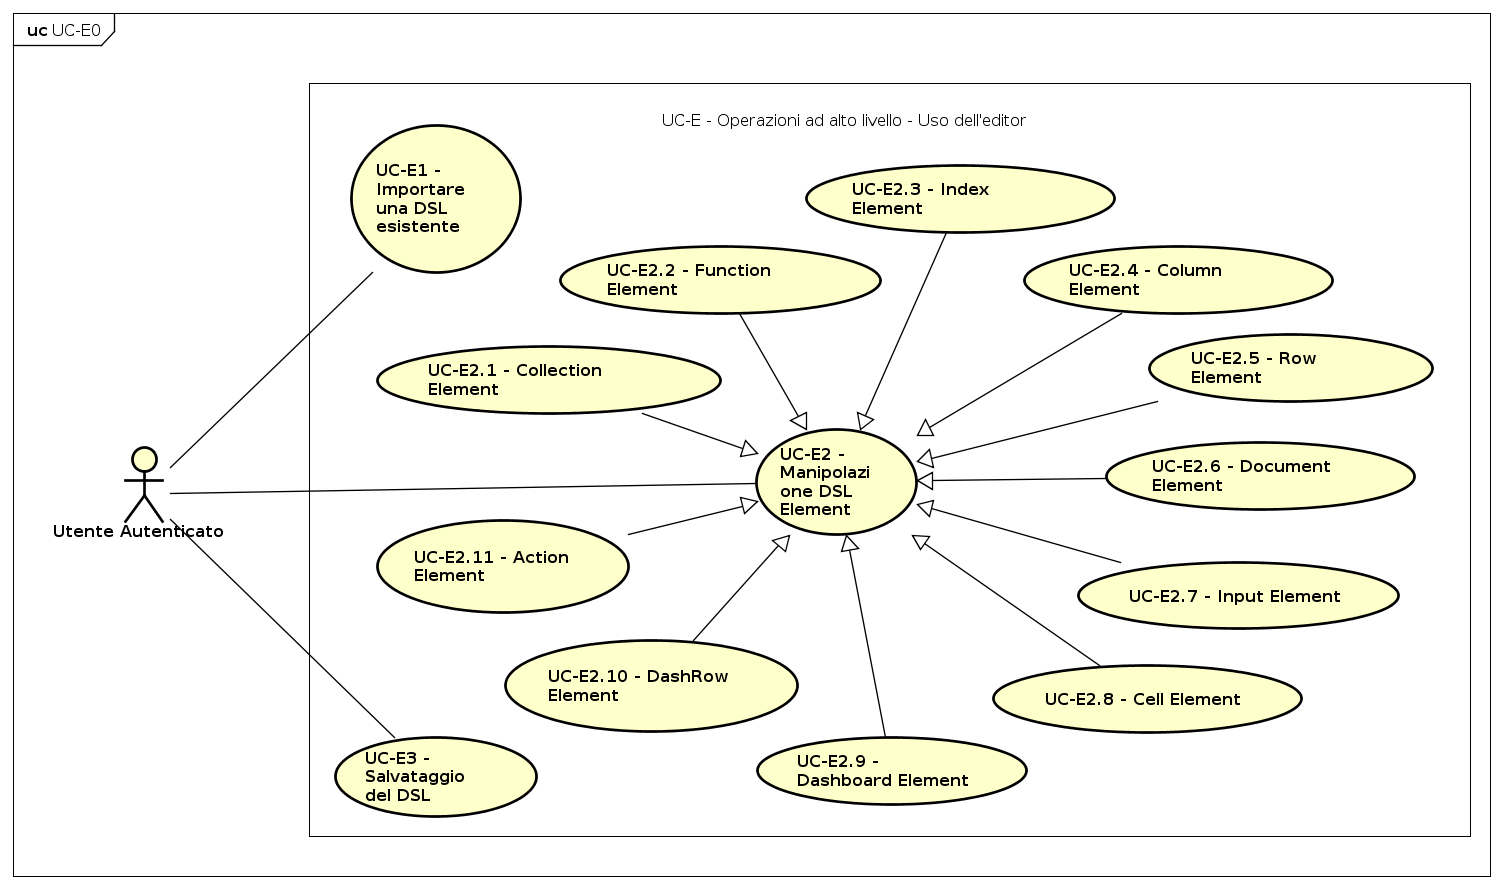 uc UC-E0
UC-E - Operazioni ad alto livello - Uso dell'editor
UC-E1 -
Importare
una DSL
esistente
UC-E2.3 - Index
Element
UC-E2.2 - Function
Element
UC-E2.4 - Column
Element
UC-E2.1 - Collection
Element
UC-E2.5 - Row
Element
UC-E2 -
Manipolazi
one DSL
Element
UC-E2.6 - Document
Element
Utente Autenticato
UC-E2.11 - Action
Element
UC-E2.7 - Input Element
UC-E2.10 - DashRow
Element
UC-E2.8 - Cell Element
UC-E3 -
Salvataggio
del DSL
UC-E2.9 -
Dashboard Element